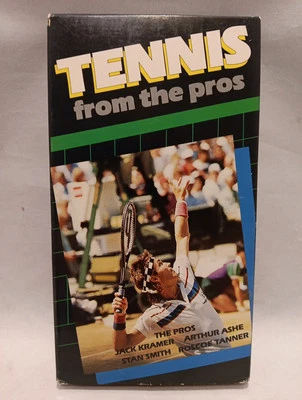 TENNIS
from the pros
THE PROS
JACK KRAMER ARTHUR ASHE
STAN SMITH ROSCOE TANNER